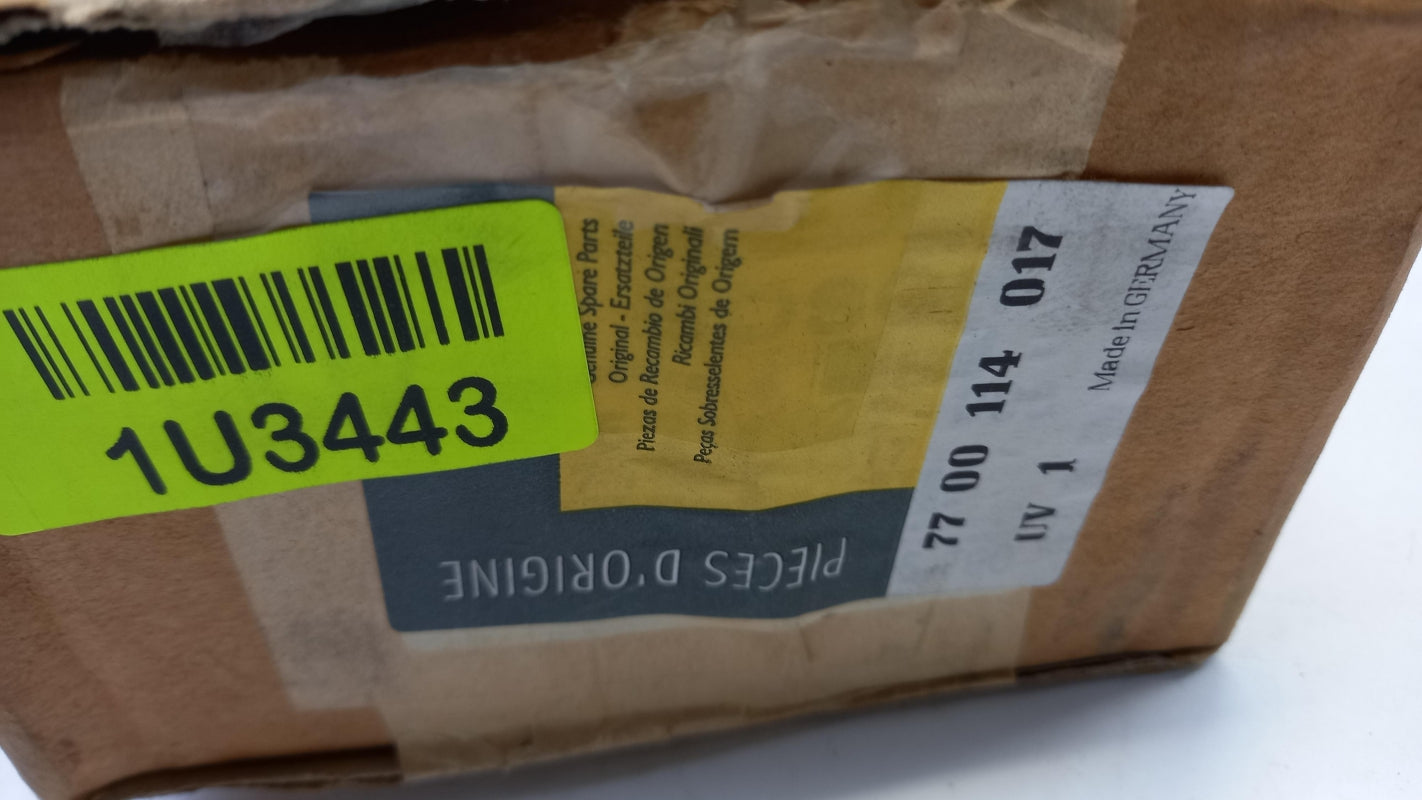 1U3443
Genuine Spare Parts
Original - Ersatzteile
Piezas de Recambio de Origen
Ricambi Originali
Peças Sobresselentes de Origem
PIECES D'ORIGINE
77 00 114 017
UV 1
Made In GERMANY